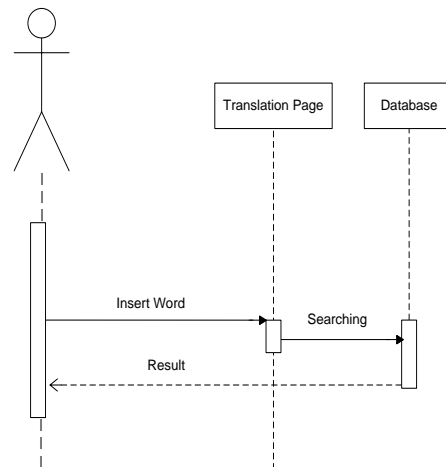 Translation Page
Database
Insert Word
Searching
Result